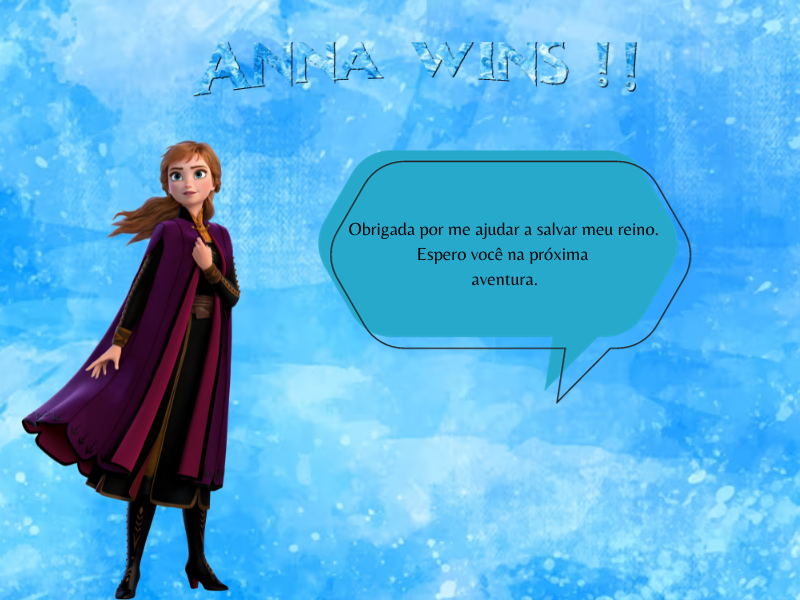 ANNA WINS !!
Obrigada por me ajudar a salvar meu reino.
Espero você na próxima
aventura.